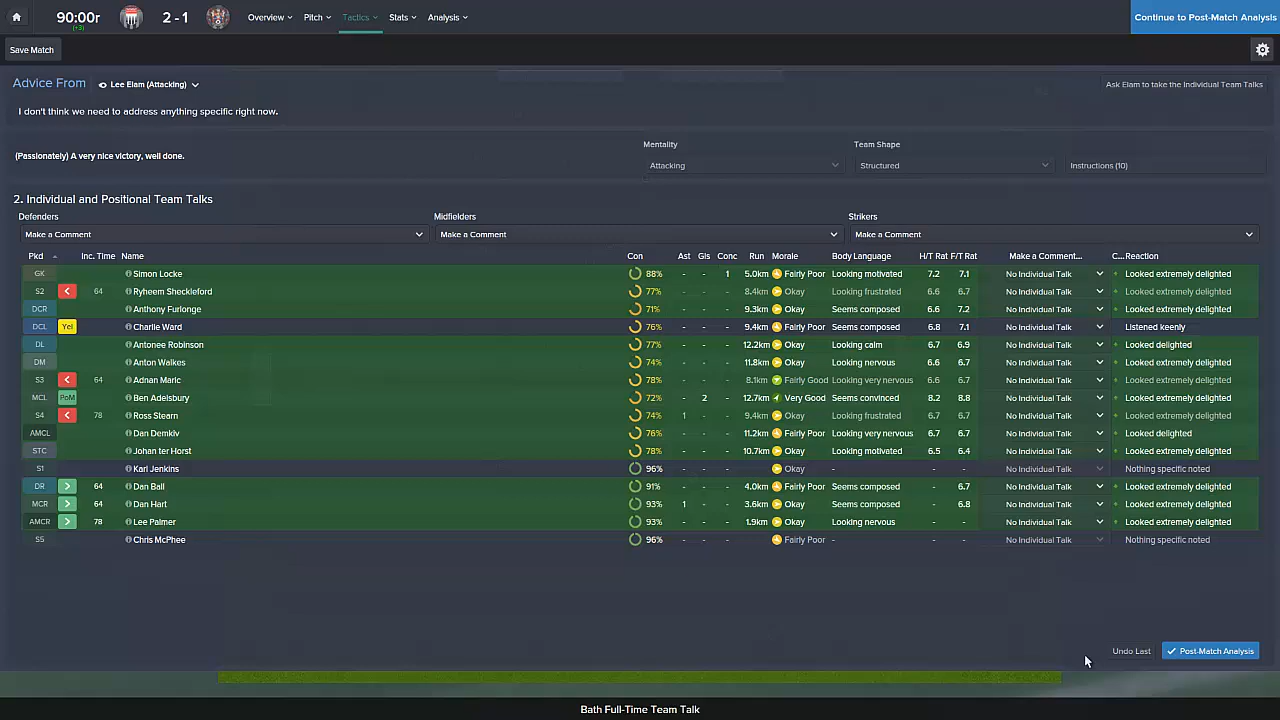 90:00r (+3) 2 - 1 Overview Pitch Tactics Stats Analysis Continue to Post-Match Analysis
Save Match
Advice From Lee Elam (Attacking) Ask Elam to take the Individual Team Talks
I don't think we need to address anything specific right now.
Mentality Team Shape
(Passionately) A very nice victory, well done. Attacking Structured Instructions (10)
2. Individual and Positional Team Talks
Defenders Midfielders Strikers
Make a Comment Make a Comment Make a Comment
Pkd Inc. Time Name Con Ast Gls Conc Run Morale Body Language H/T Rat F/T Rat Make a Comment... C... Reaction
GK Simon Locke 88% - - 1 5.0km Fairly Poor Looking motivated 7.2 7.1 No Individual Talk Looked extremely delighted
S2 64 Ryheem Sheckleford 77% - - - 8.4km Okay Looking frustrated 6.6 6.7 No Individual Talk Looked extremely delighted
DCR Anthony Furlonge 71% - - - 9.3km Okay Seems composed 6.6 7.2 No Individual Talk Looked extremely delighted
DCL Yel Charlie Ward 76% - - - 9.4km Fairly Poor Seems composed 6.8 7.1 No Individual Talk Listened keenly
DL Antonee Robinson 77% - - - 12.2km Okay Looking calm 6.7 6.9 No Individual Talk Looked delighted
DM Anton Walkes 74% - - - 11.8km Okay Looking nervous 6.6 6.7 No Individual Talk Looked extremely delighted
S3 64 Adnan Maric 78% - - - 8.1km Fairly Good Looking very nervous 6.6 6.7 No Individual Talk Looked extremely delighted
MCL PoM Ben Adelsbury 72% - 2 - 12.7km Very Good Seems convinced 8.2 8.8 No Individual Talk Looked extremely delighted
S4 78 Ross Stearn 74% 1 - - 9.4km Okay Looking frustrated 6.7 6.7 No Individual Talk Looked extremely delighted
AMCL Dan Demkiv 76% - - - 11.2km Fairly Poor Looking very nervous 6.7 6.7 No Individual Talk Looked delighted
STC Johan ter Horst 78% - - - 10.7km Okay Looking motivated 6.5 6.4 No Individual Talk Looked extremely delighted
S1 Karl Jenkins 96% - - - Okay - - - No Individual Talk Nothing specific noted
DR 64 Dan Ball 91% - - - 4.0km Fairly Poor Seems composed - 6.7 No Individual Talk Looked extremely delighted
MCR 64 Dan Hart 93% 1 - - 3.6km Okay Seems composed - 6.8 No Individual Talk Looked extremely delighted
AMCR 78 Lee Palmer 93% - - - 1.9km Okay Looking nervous - - No Individual Talk Looked extremely delighted
S5 Chris McPhee 96% - - - Fairly Poor - - - No Individual Talk Nothing specific noted
Undo Last Post-Match Analysis
Bath Full-Time Team Talk